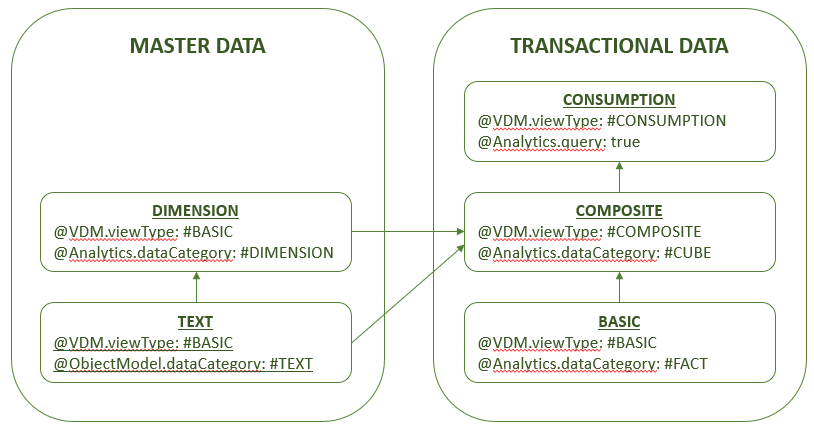 MASTER DATA
DIMENSION
@VDM.viewType: #BASIC
@Analytics.dataCategory: #DIMENSION
TEXT
@VDM.viewType: #BASIC
@ObjectModel.dataCategory: #TEXT
TRANSACTIONAL DATA
CONSUMPTION
@VDM.viewType: #CONSUMPTION
@Analytics.query: true
COMPOSITE
@VDM.viewType: #COMPOSITE
@Analytics.dataCategory: #CUBE
BASIC
@VDM.viewType: #BASIC
@Analytics.dataCategory: #FACT